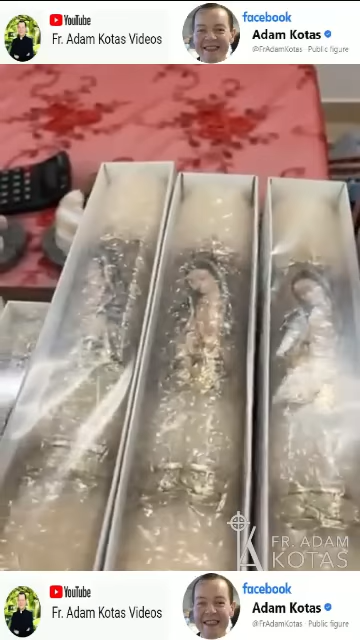 YouTube
Fr. Adam Kotas Videos
facebook
Adam Kotas
@FrAdamKotas · Public figure
FR. ADAM
KOTAS
YouTube
Fr. Adam Kotas Videos
facebook
Adam Kotas
@FrAdamKotas · Public figure